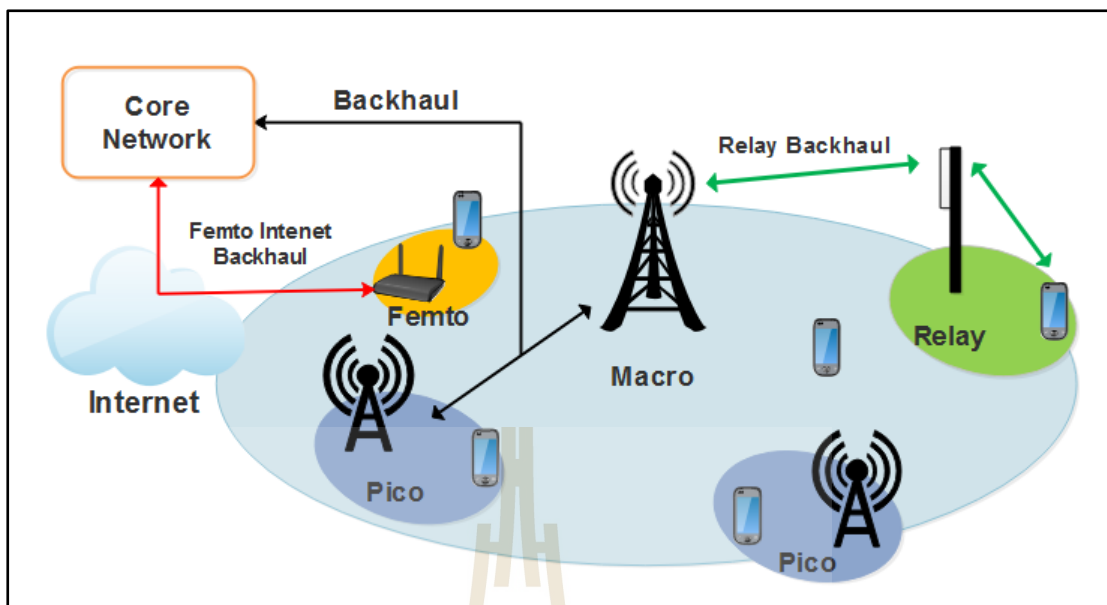 Core
Network
Backhaul
Relay Backhaul
Femto Intenet
Backhaul
Femto
Internet
Macro
Relay
Pico
Pico